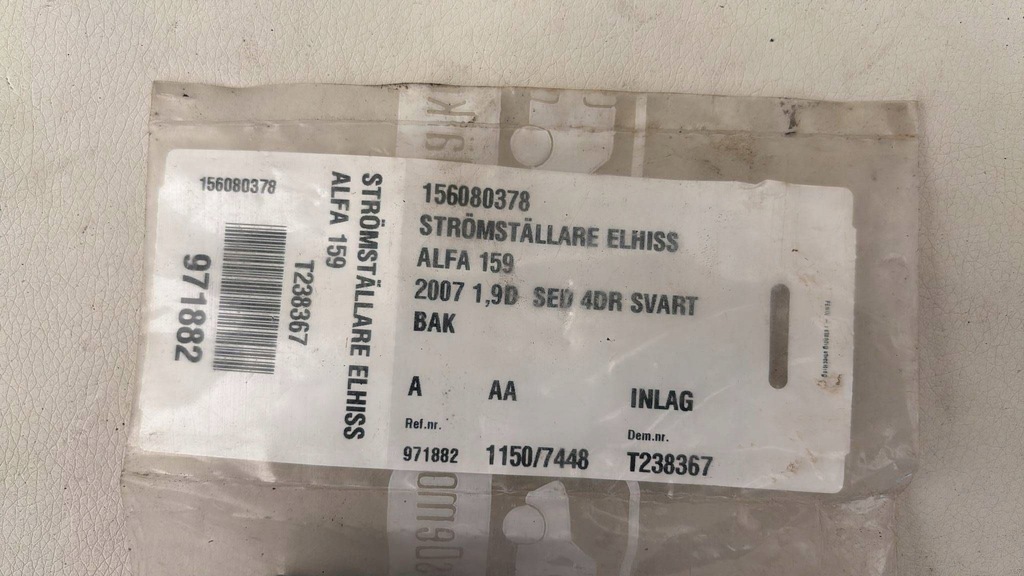 156080378
971882
T238367
STRÖMSTÄLLARE ELHISS
ALFA 159
156080378
STRÖMSTÄLLARE ELHISS
ALFA 159
2007 1,9D SED 4DR SVART
BAK
A AA INLAG
Ref.nr. Dem.nr.
971882 1150/7448 T238367